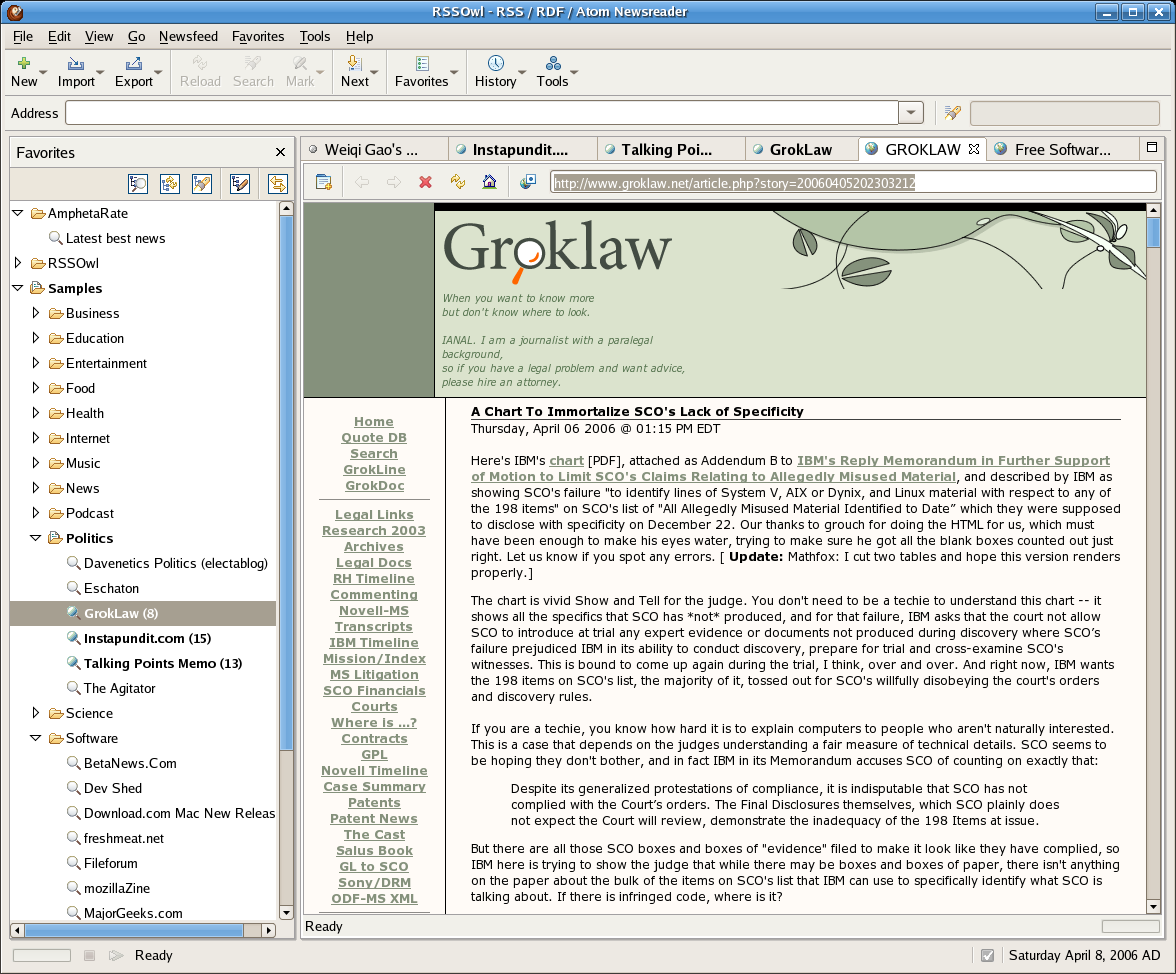 RSSOwl - RSS / RDF / Atom Newsreader
File Edit View Go Newsfeed Favorites Tools Help
New Import Export Reload Search Mark Next Favorites History Tools
Address
Favorites
AmphetaRate
Latest best news
RSSOwl
Samples
Business
Education
Entertainment
Food
Health
Internet
Music
News
Podcast
Politics
Davenetics Politics (electablog)
Eschaton
GrokLaw (8)
Instapundit.com (15)
Talking Points Memo (13)
The Agitator
Science
Software
BetaNews.Com
Dev Shed
Download.com Mac New Releas
freshmeat.net
Fileforum
mozillaZine
MajorGeeks.com
Weiqi Gao's ... Instapundit.... Talking Poi... GrokLaw GROKLAW Free Softwar...
http://www.groklaw.net/article.php?story=20060405202303212
Groklaw
When you want to know more
but don't know where to look.
IANAL. I am a journalist with a paralegal
background,
so if you have a legal problem and want advice,
please hire an attorney.
Home
Quote DB
Search
GrokLine
GrokDoc
Legal Links
Research 2003
Archives
Legal Docs
RH Timeline
Commenting
Novell-MS
Transcripts
IBM Timeline
Mission/Index
MS Litigation
SCO Financials
Courts
Where is ...?
Contracts
GPL
Novell Timeline
Case Summary
Patents
Patent News
The Cast
Salus Book
GL to SCO
Sony/DRM
ODF-MS XML
A Chart To Immortalize SCO's Lack of Specificity
Thursday, April 06 2006 @ 01:15 PM EDT
Here's IBM's chart [PDF], attached as Addendum B to IBM's Reply Memorandum in Further Support
of Motion to Limit SCO's Claims Relating to Allegedly Misused Material, and described by IBM as
showing SCO's failure "to identify lines of System V, AIX or Dynix, and Linux material with respect to any of
the 198 items" on SCO's list of "All Allegedly Misused Material Identified to Date” which they were supposed
to disclose with specificity on December 22. Our thanks to grouch for doing the HTML for us, which must
have been enough to make his eyes water, trying to make sure he got all the blank boxes counted out just
right. Let us know if you spot any errors. [ Update: Mathfox: I cut two tables and hope this version renders
properly.]
The chart is vivid Show and Tell for the judge. You don't need to be a techie to understand this chart -- it
shows all the specifics that SCO has *not* produced, and for that failure, IBM asks that the court not allow
SCO to introduce at trial any expert evidence or documents not produced during discovery where SCO’s
failure prejudiced IBM in its ability to conduct discovery, prepare for trial and cross-examine SCO's
witnesses. This is bound to come up again during the trial, I think, over and over. And right now, IBM wants
the 198 items on SCO's list, the majority of it, tossed out for SCO's willfully disobeying the court's orders
and discovery rules.
If you are a techie, you know how hard it is to explain computers to people who aren't naturally interested.
This is a case that depends on the judges understanding a fair measure of technical details. SCO seems to
be hoping they don't bother, and in fact IBM in its Memorandum accuses SCO of counting on exactly that:
Despite its generalized protestations of compliance, it is indisputable that SCO has not
complied with the Court’s orders. The Final Disclosures themselves, which SCO plainly does
not expect the Court will review, demonstrate the inadequacy of the 198 Items at issue.
But there are all those SCO boxes and boxes of "evidence" filed to make it look like they have complied, so
IBM here is trying to show the judge that while there may be boxes and boxes of paper, there isn't anything
on the paper about the bulk of the items on SCO's list that IBM can use to specifically identify what SCO is
talking about. If there is infringed code, where is it?
Ready
Ready
Saturday April 8, 2006 AD